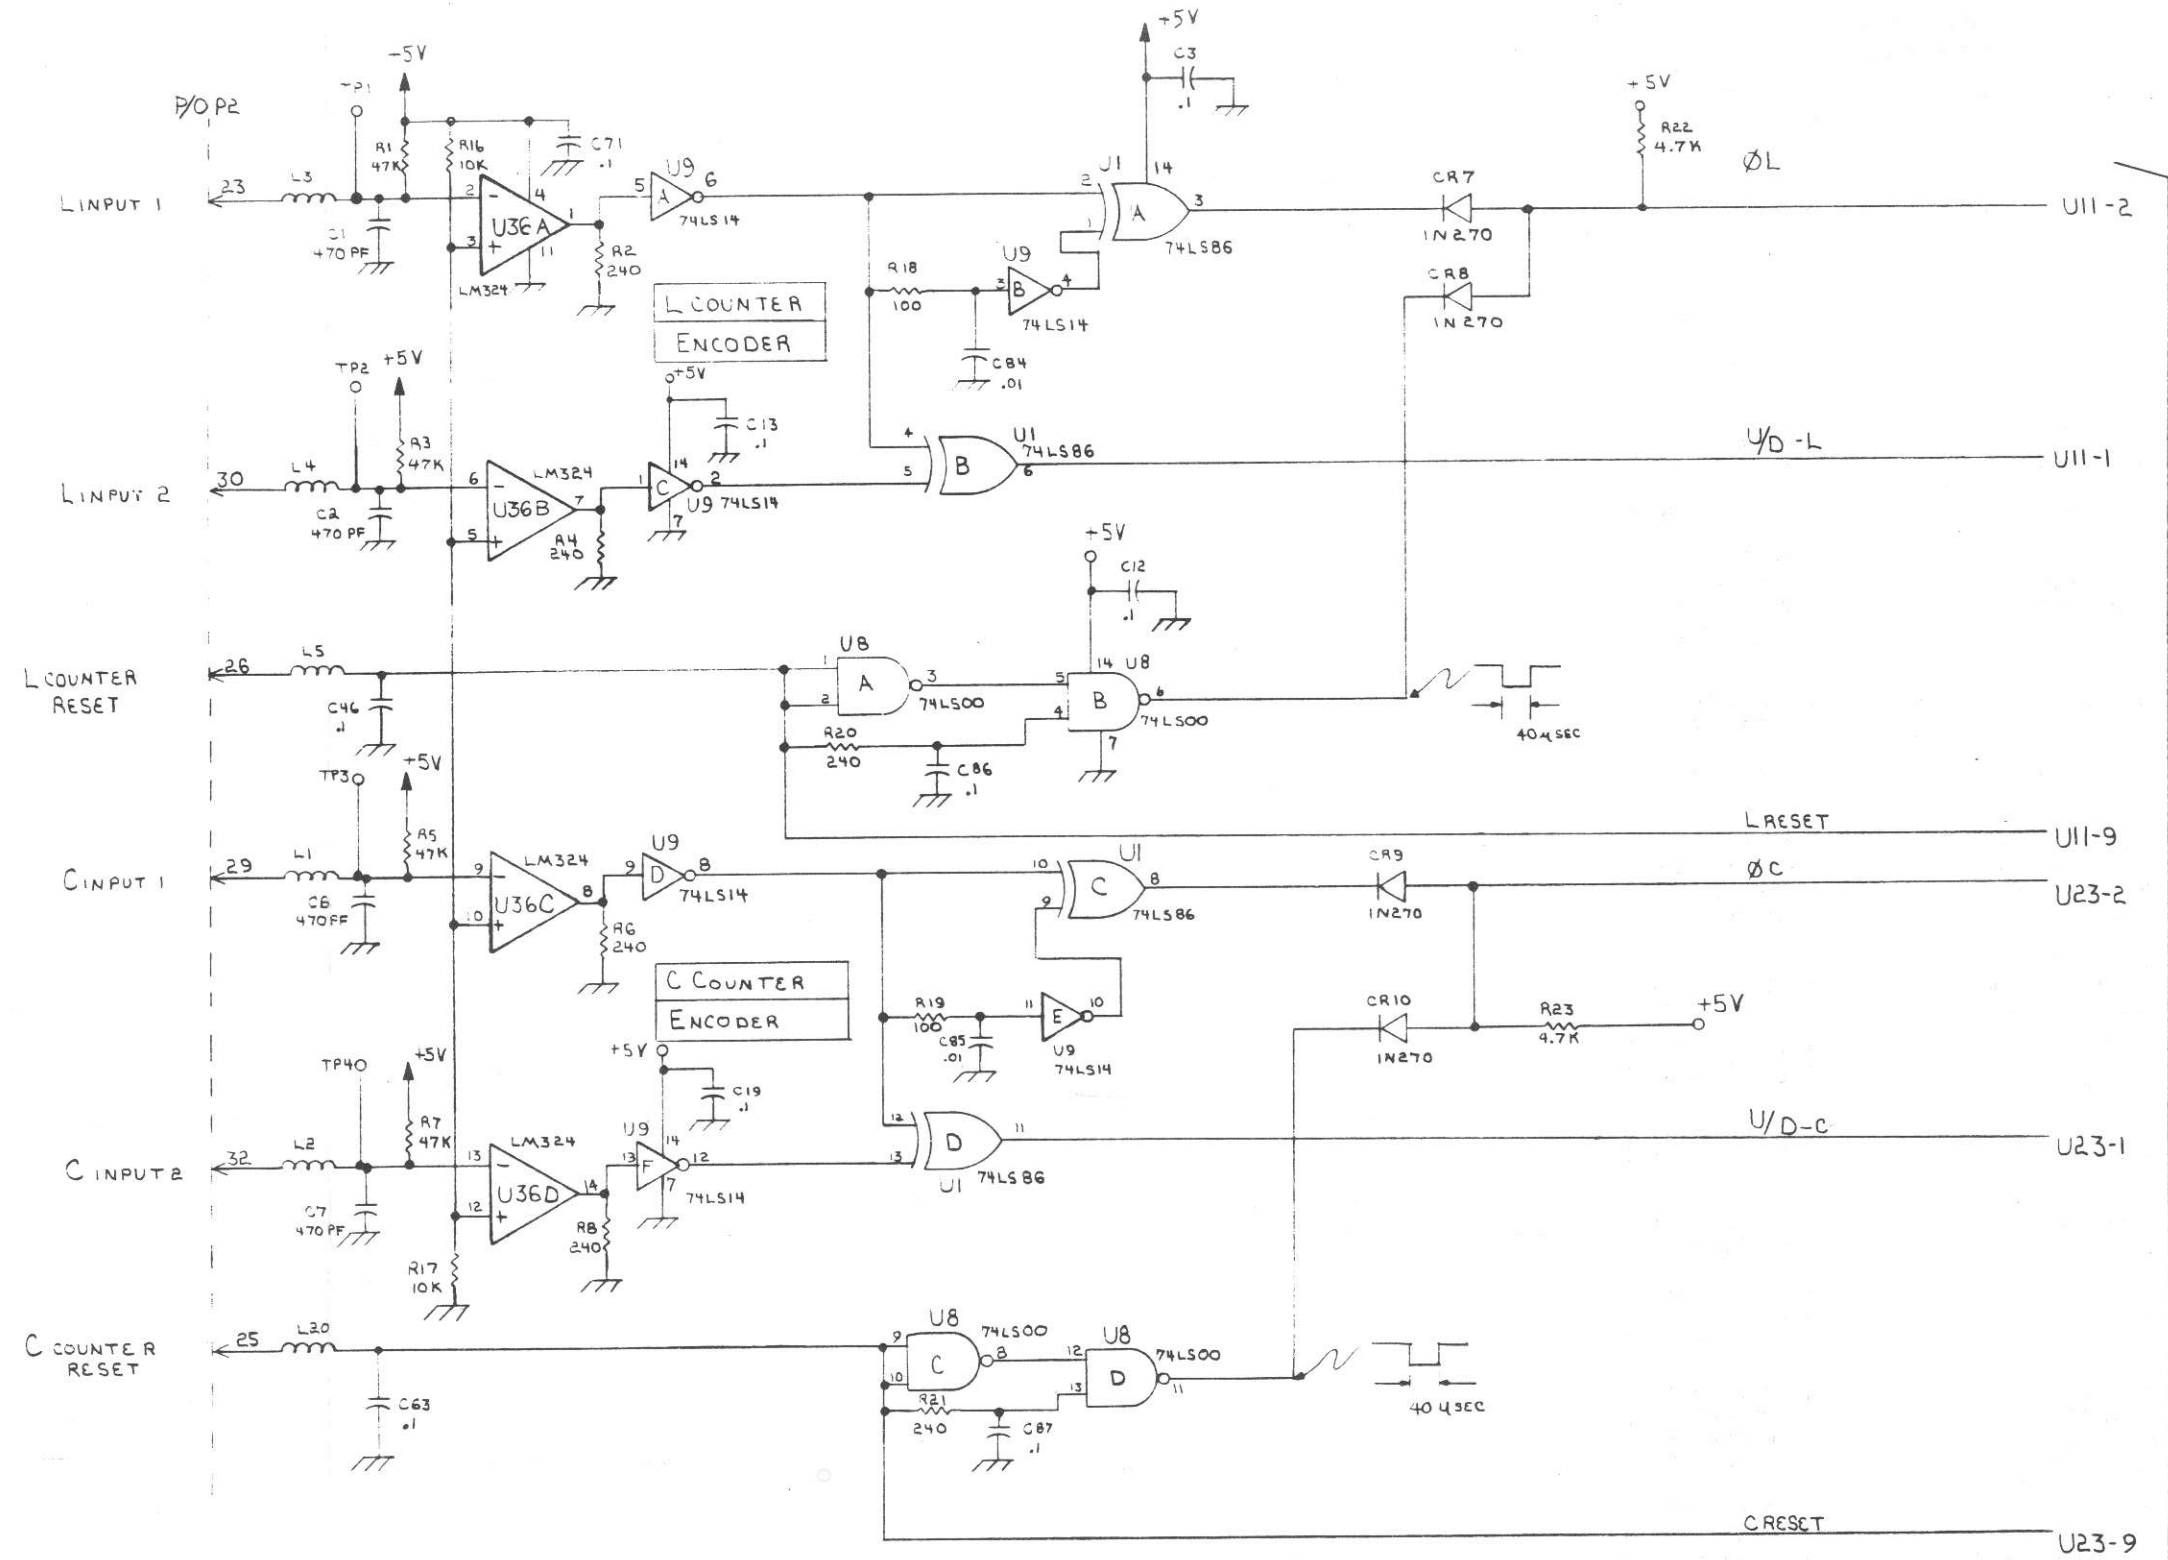 +5V
C3
.1
-5V
TP1
P/O P2
R1
47K
R16
10K
C71
.1
+5V
R22
4.7K
ØL
L INPUT 1
23
L3
C1
470 PF
2
-
3
+
4
U36A
11
1
LM324
R2
240
5
U9
A
6
74LS14
2
U1
14
A
1
3
74LS86
CR7
1N270
U11-2
R18
100
3
U9
B
4
74LS14
C84
.01
CR8
1N270
L COUNTER
ENCODER
TP2
+5V
R3
47K
+5V
C13
.1
L INPUT 2
30
L4
C2
470 PF
6
-
5
+
LM324
U36B
7
R4
240
1
14
C
2
U9 74LS14
7
4
5
B
U1
74LS86
6
U/D-L
U11-1
+5V
C12
.1
L COUNTER
RESET
26
L5
C46
.1
U8
1
2
A
3
74LS00
5
4
14 U8
B
6
74LS00
7
40 µSEC
R20
240
C86
.1
L RESET
U11-9
TP3
+5V
R5
47K
C INPUT 1
29
L1
C6
470 PF
9
-
10
+
LM324
U36C
8
R6
240
9
U9
D
8
74LS14
10
U1
C
9
8
74LS86
CR9
1N270
ØC
U23-2
C COUNTER
ENCODER
R19
100
C85
.01
11
E
10
U9
74LS14
CR10
1N270
R23
4.7K
+5V
TP4
+5V
R7
47K
+5V
C19
.1
C INPUT 2
32
L2
C7
470 PF
13
-
12
+
LM324
U36D
14
R8
240
13
U9
F
14
12
7
74LS14
12
13
D
11
U1 74LS86
U/D-C
U23-1
R17
10K
C COUNTER
RESET
25
L20
C63
.1
9
10
U8
C
74LS00
8
12
13
U8
D
74LS00
11
40 µSEC
R21
240
C87
.1
C RESET
U23-9